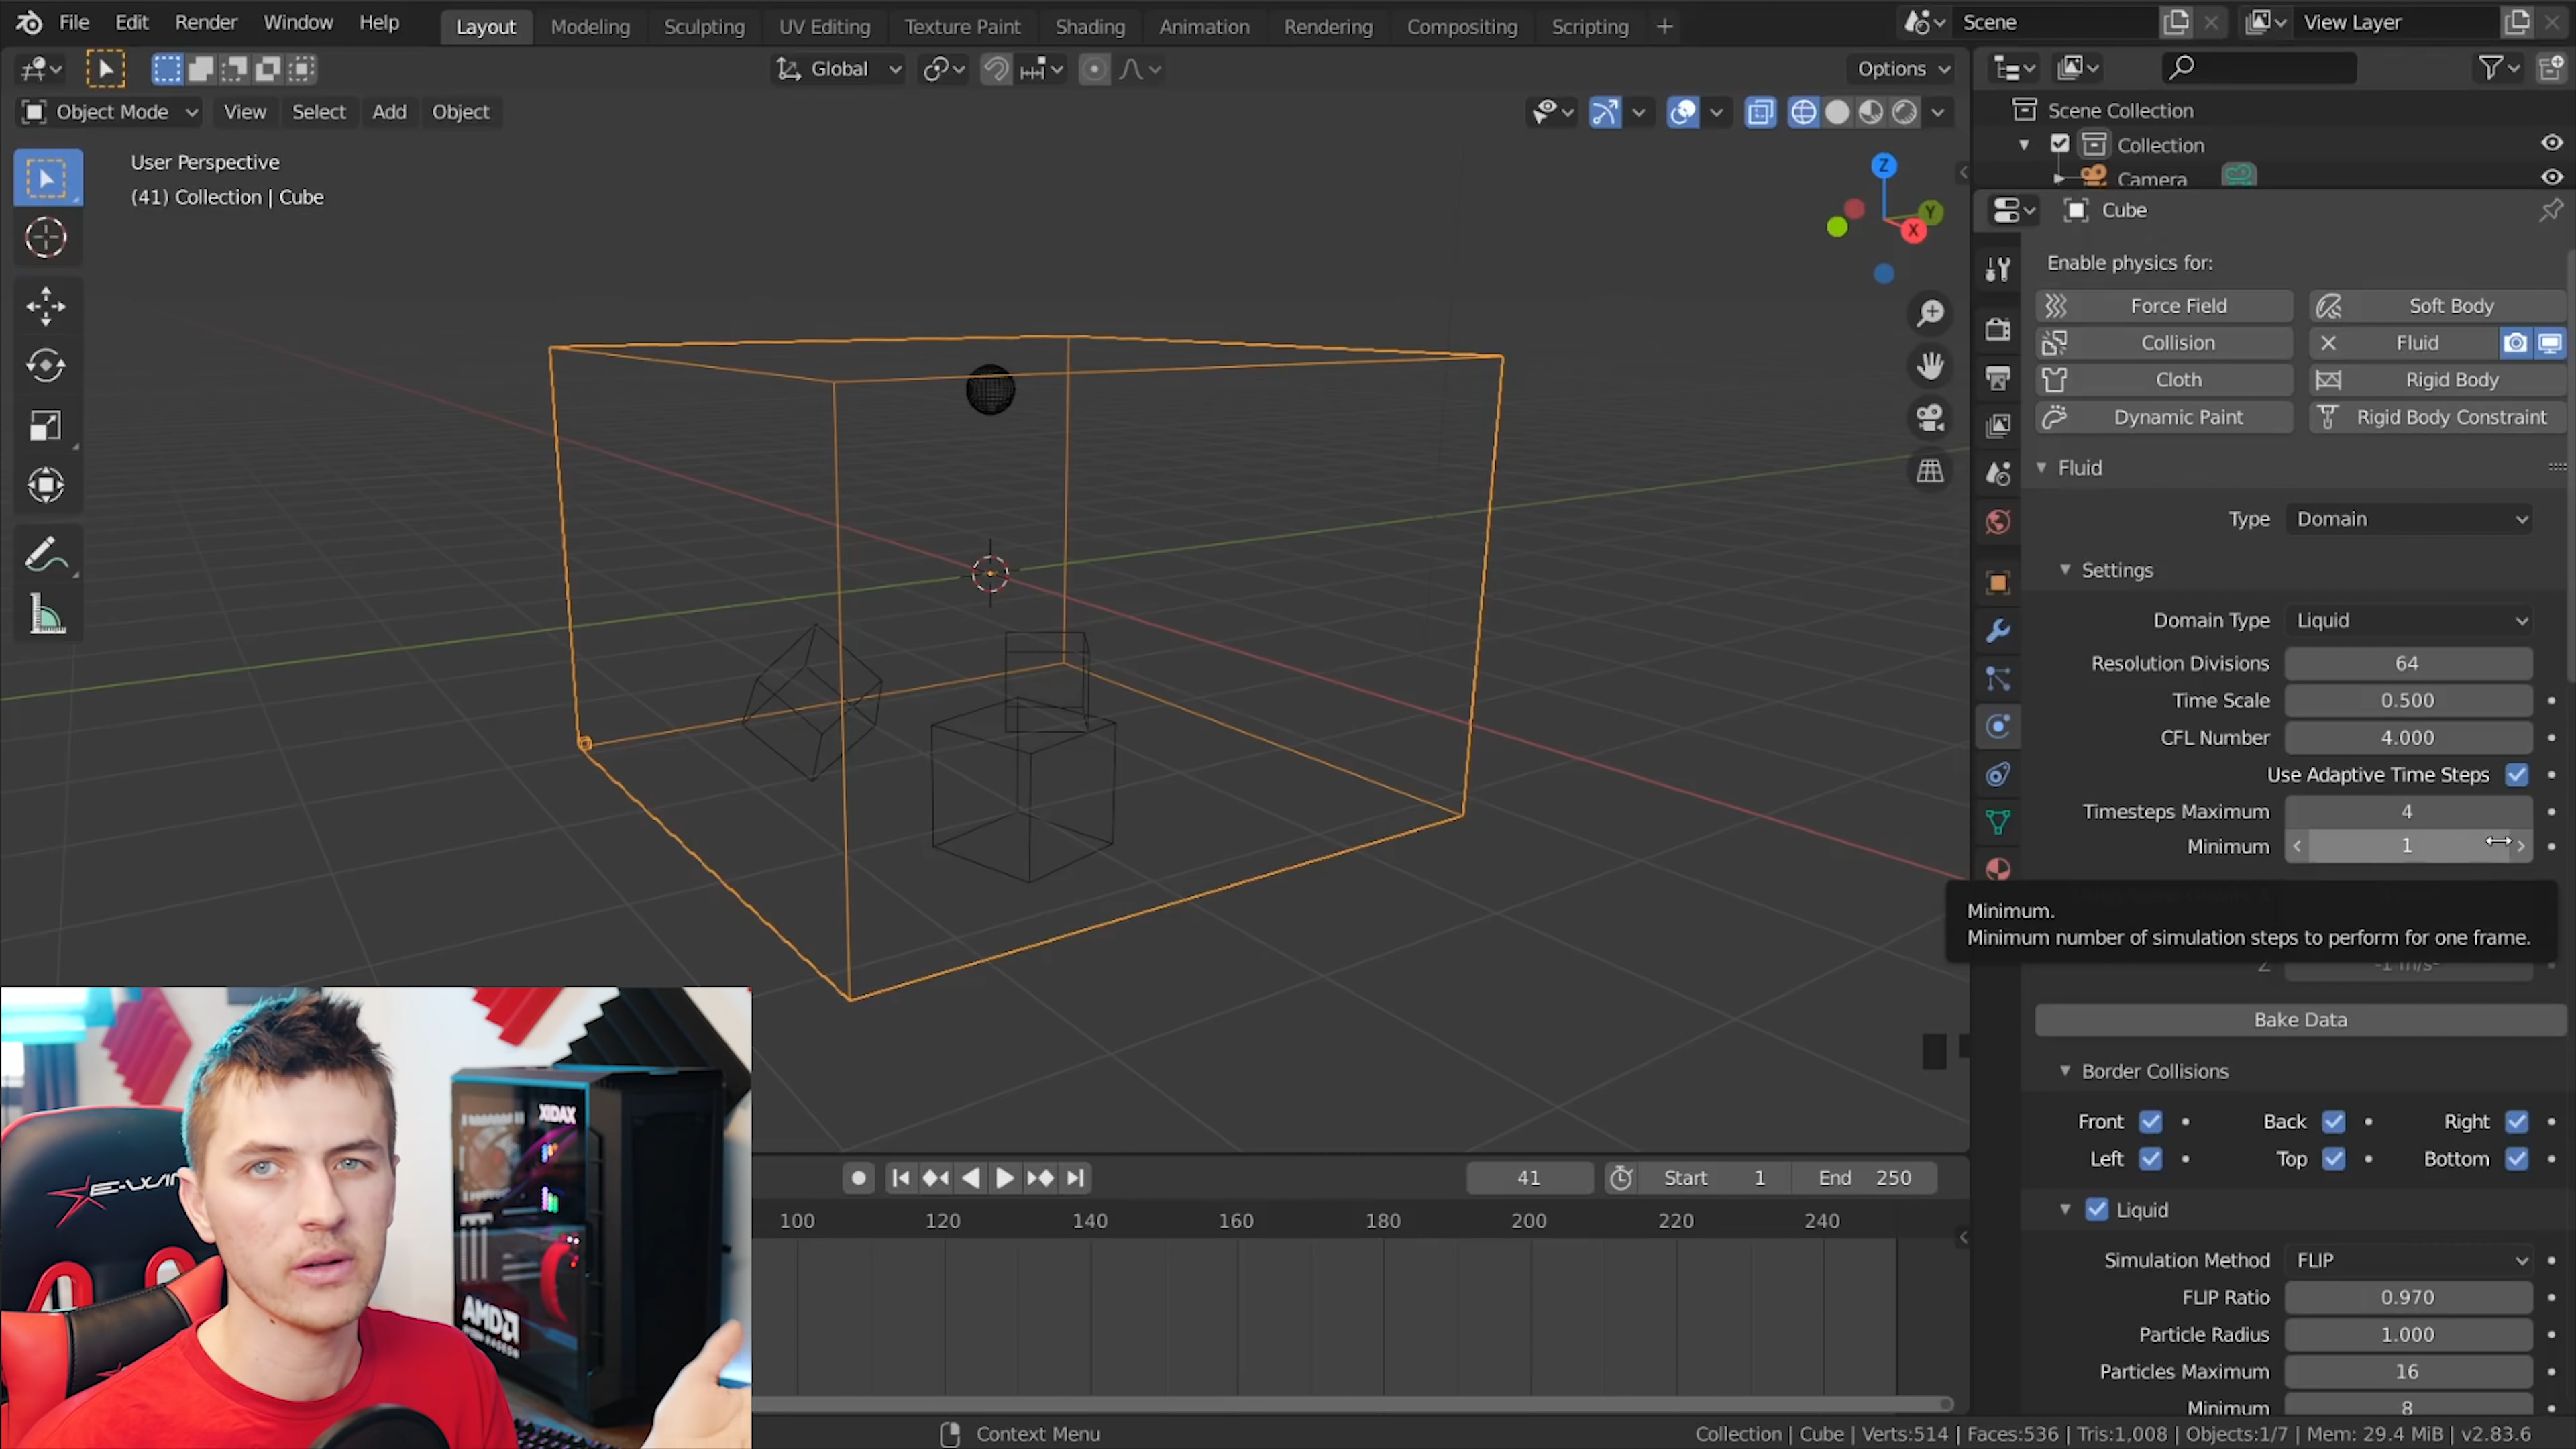 File Edit Render Window Help Layout Modeling Sculpting UV Editing Texture Paint Shading Animation Rendering Compositing Scripting + Scene View Layer
Global Options
Object Mode View Select Add Object
User Perspective
(41) Collection | Cube
Z
Y
X
Scene Collection
Collection
Camera
Cube
Enable physics for:
Force Field Soft Body
Collision Fluid
Cloth Rigid Body
Dynamic Paint Rigid Body Constraint
Fluid
Type Domain
Settings
Domain Type Liquid
Resolution Divisions 64
Time Scale 0.500
CFL Number 4.000
Use Adaptive Time Steps
Timesteps Maximum 4
Minimum 1
Minimum.
Minimum number of simulation steps to perform for one frame.
Z
Bake Data
Border Collisions
Front Back Right
Left Top Bottom
Liquid
Simulation Method FLIP
FLIP Ratio 0.970
Particle Radius 1.000
Particles Maximum 16
Minimum 8
41 Start 1 End 250
100 120 140 160 180 200 220 240
XIDAX
AMD
Context Menu
Collection | Cube | Verts:514 | Faces:536 | Tris:1,008 | Objects:1/7 | Mem: 29.4 MiB | v2.83.6